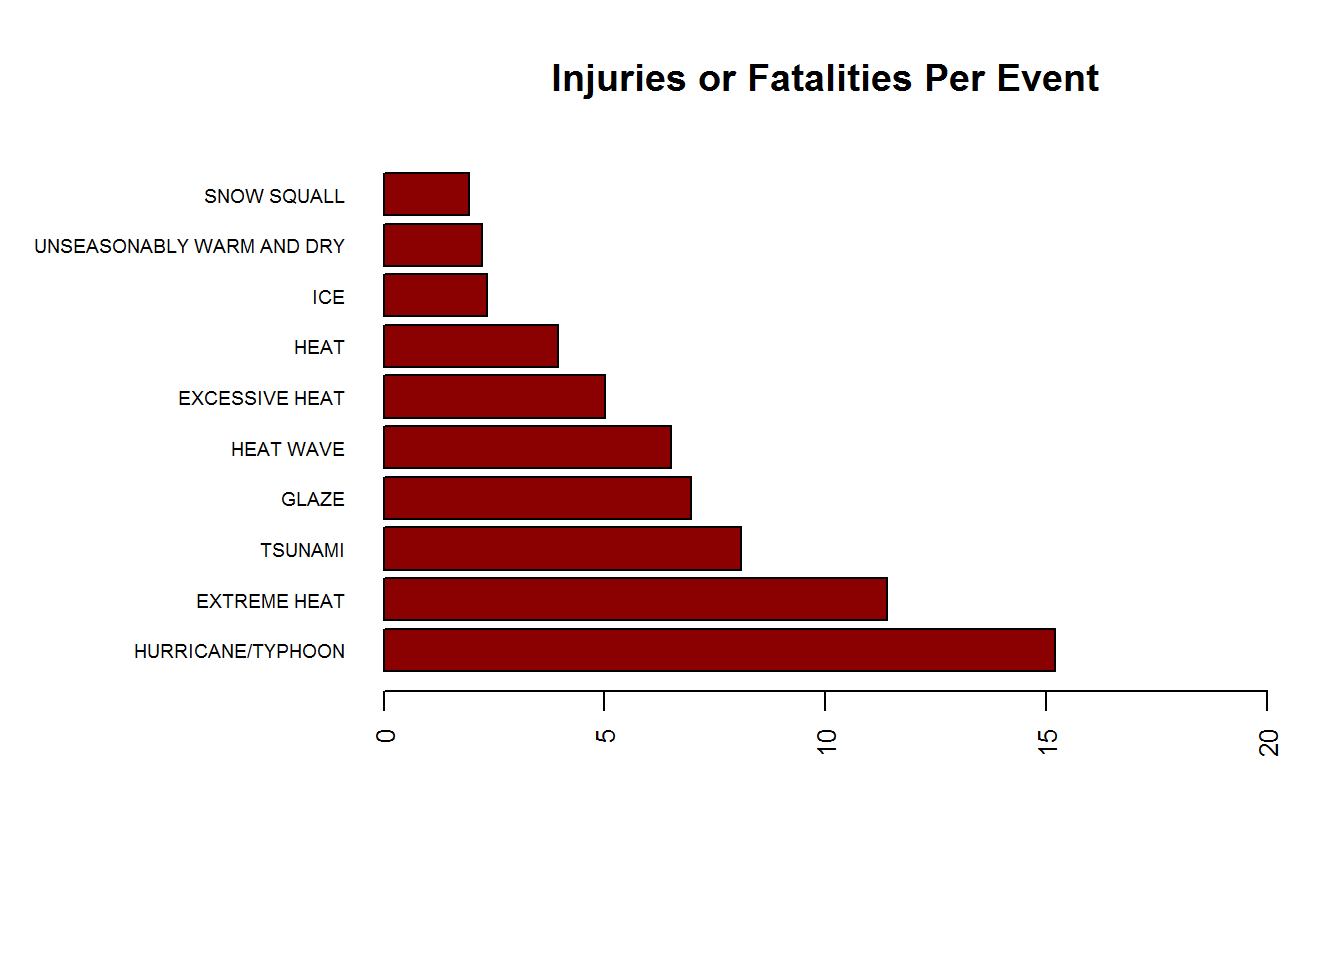 Injuries or Fatalities Per Event
SNOW SQUALL
UNSEASONABLY WARM AND DRY
ICE
HEAT
EXCESSIVE HEAT
HEAT WAVE
GLAZE
TSUNAMI
EXTREME HEAT
HURRICANE/TYPHOON
0 5 10 15 20